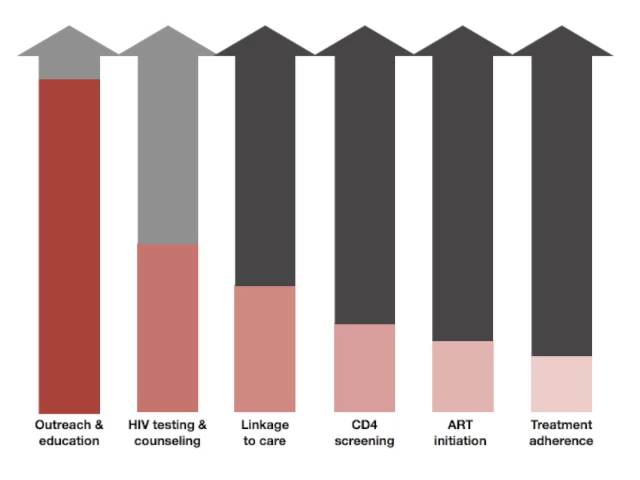 Outreach &
education
HIV testing &
counseling
Linkage
to care
CD4
screening
ART
initiation
Treatment
adherence